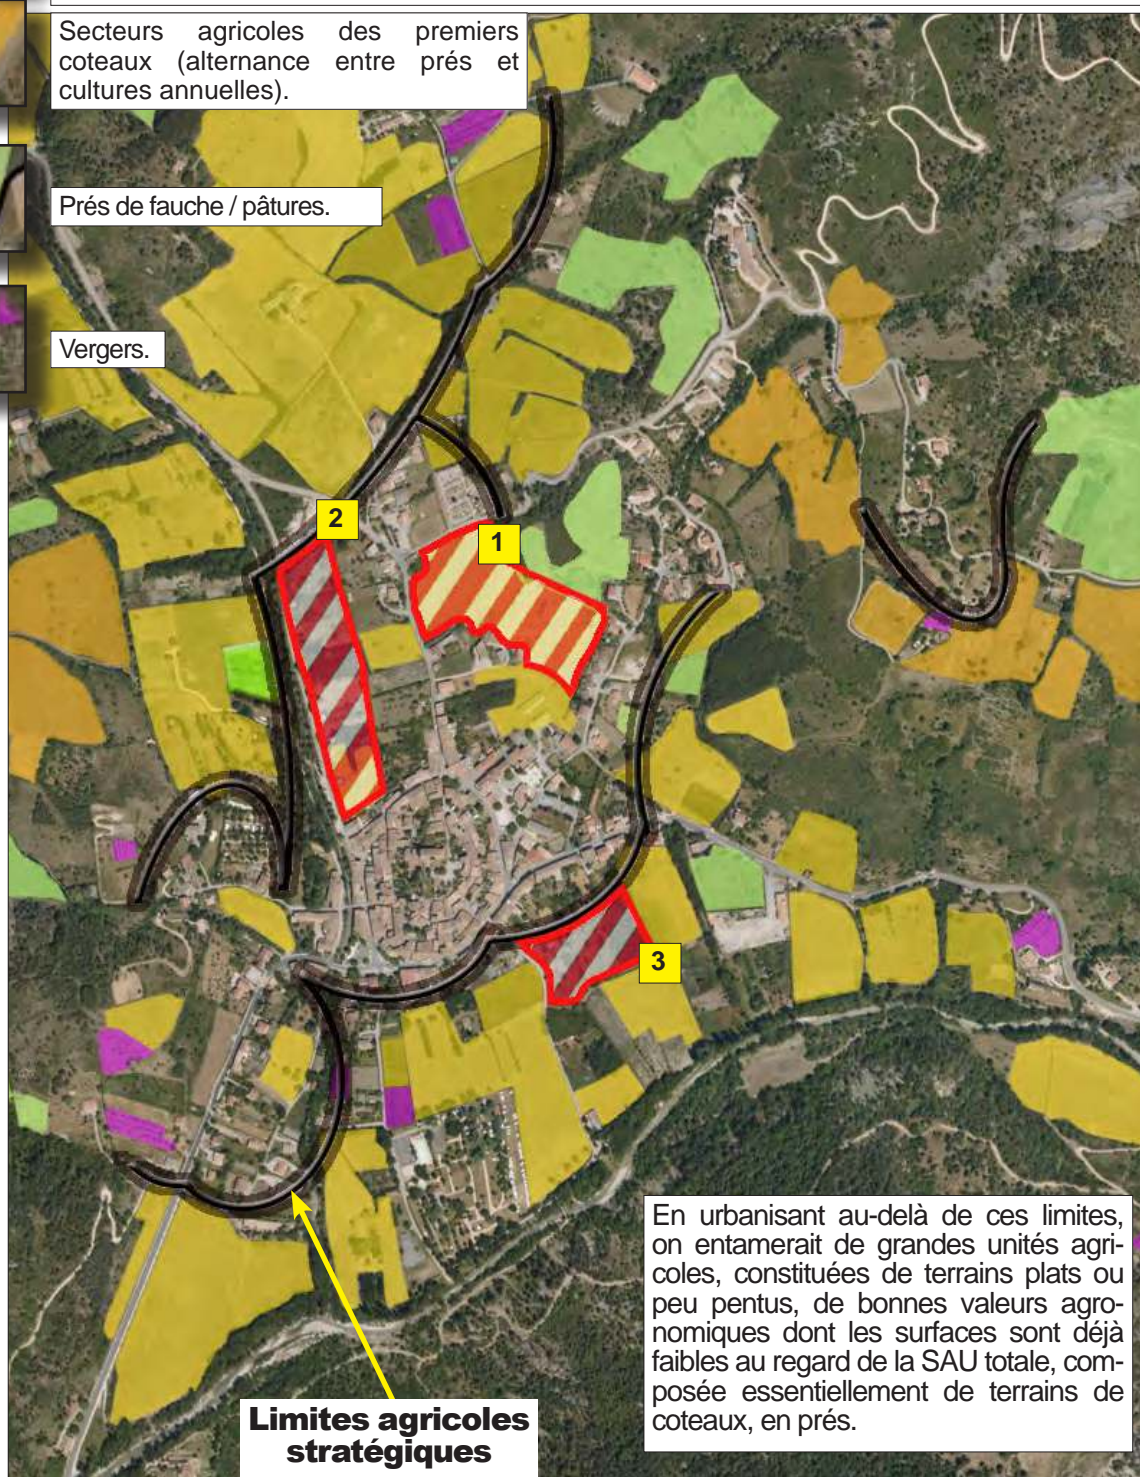 Secteurs agricoles des premiers
coteaux (alternance entre prés et
cultures annuelles).
Prés de fauche / pâtures.
Vergers.
2
1
3
En urbanisant au-delà de ces limites,
on entamerait de grandes unités agri-
coles, constituées de terrains plats ou
peu pentus, de bonnes valeurs agro-
nomiques dont les surfaces sont déjà
faibles au regard de la SAU totale, com-
posée essentiellement de terrains de
coteaux, en prés.
Limites agricoles
stratégiques